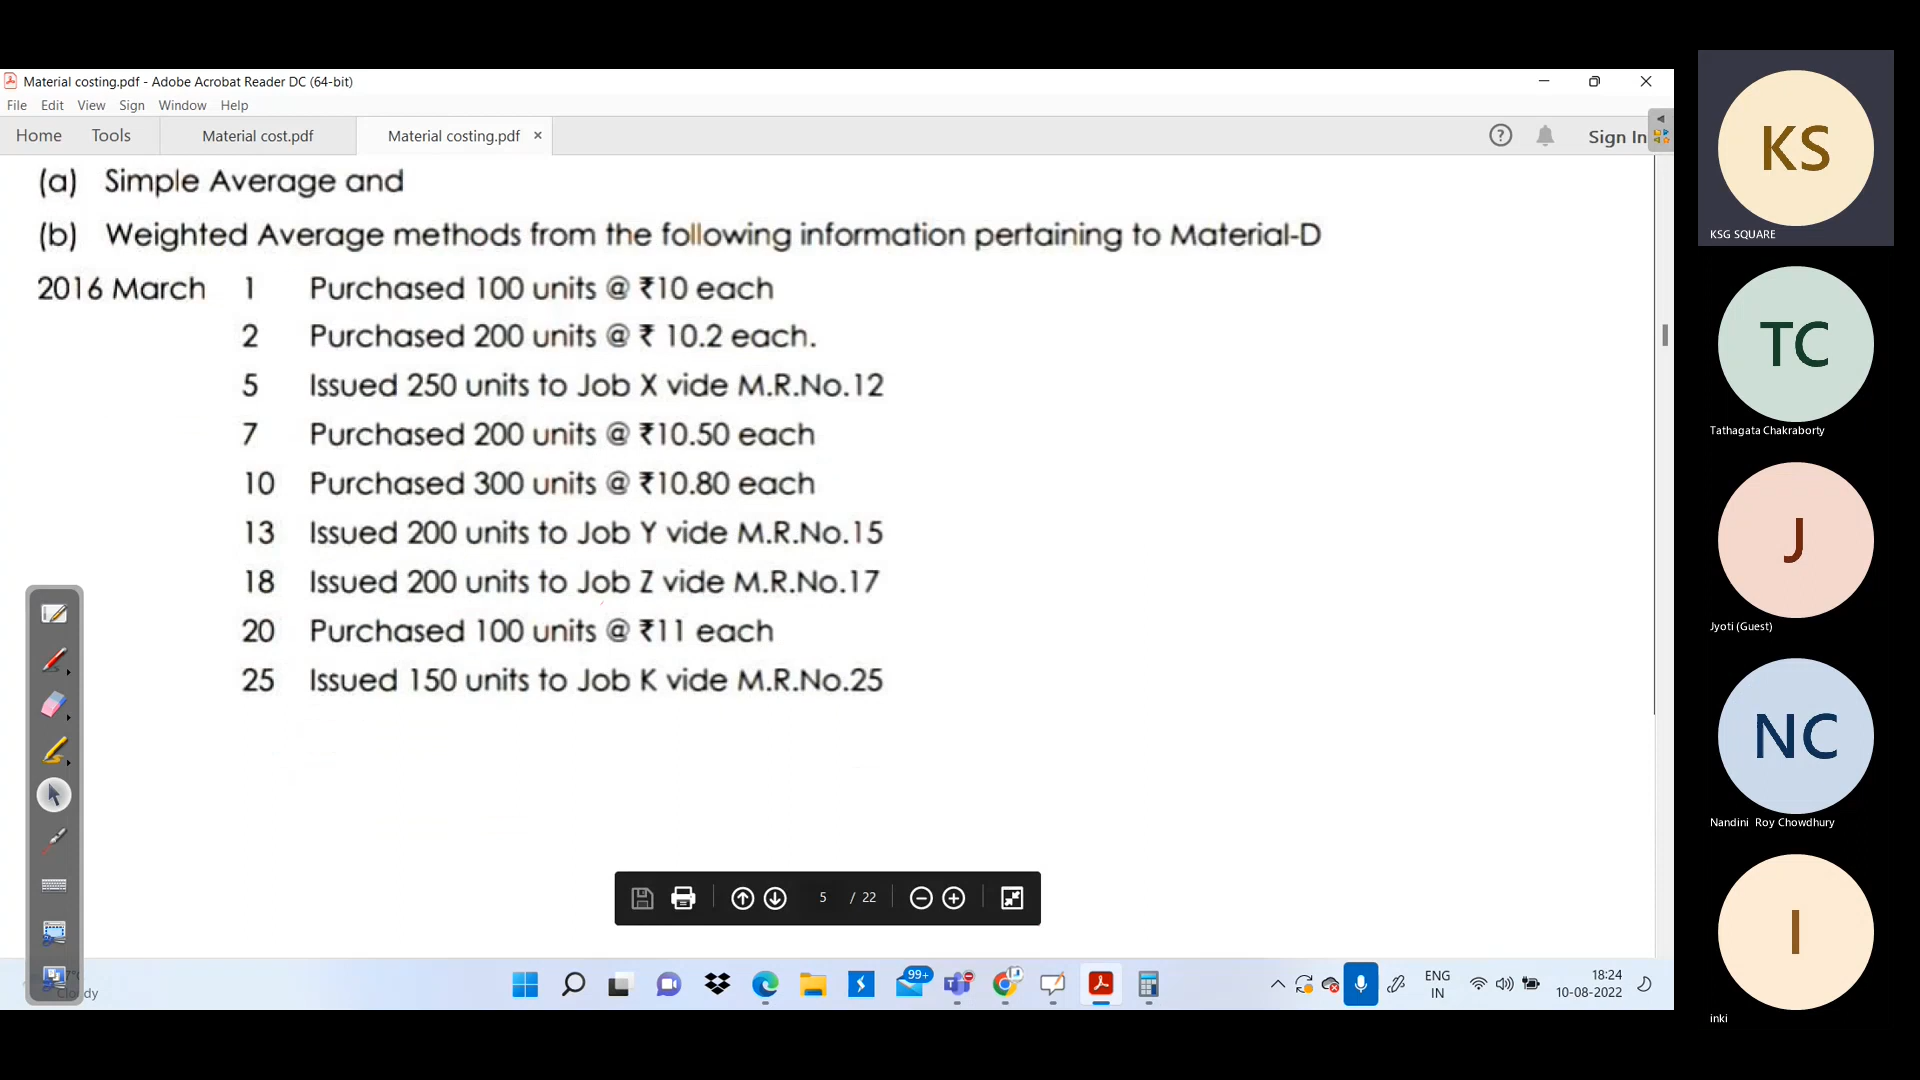 Material costing.pdf - Adobe Acrobat Reader DC (64-bit)
File Edit View Sign Window Help
Home Tools Material cost.pdf Material costing.pdf × Sign In
(a) Simple Average and
(b) Weighted Average methods from the following information pertaining to Material-D
2016 March 1 Purchased 100 units @ ₹10 each
2 Purchased 200 units @ ₹ 10.2 each.
5 Issued 250 units to Job X vide M.R.No.12
7 Purchased 200 units @ ₹10.50 each
10 Purchased 300 units @ ₹10.80 each
13 Issued 200 units to Job Y vide M.R.No.15
18 Issued 200 units to Job Z vide M.R.No.17
20 Purchased 100 units @ ₹11 each
25 Issued 150 units to Job K vide M.R.No.25
5 / 22
99+
ENG
IN
18:24
10-08-2022
KS
KSG SQUARE
TC
Tathagata Chakraborty
J
Jyoti (Guest)
NC
Nandini Roy Chowdhury
I
inki